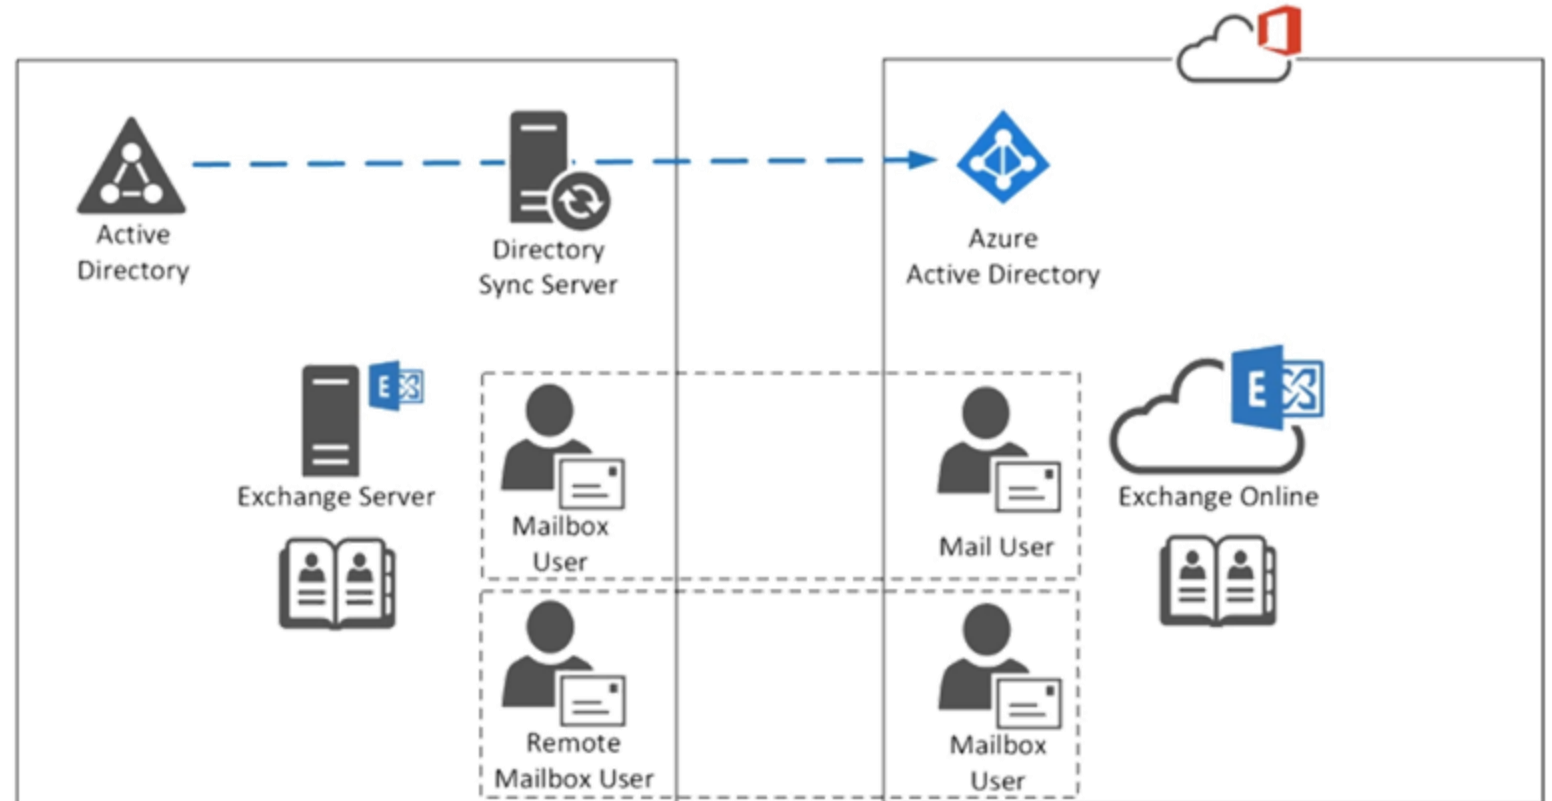 Active
Directory
Directory
Sync Server
Azure
Active Directory
E
Exchange Server
Mailbox
User
Mail User
E
Exchange Online
Remote
Mailbox User
Mailbox
User